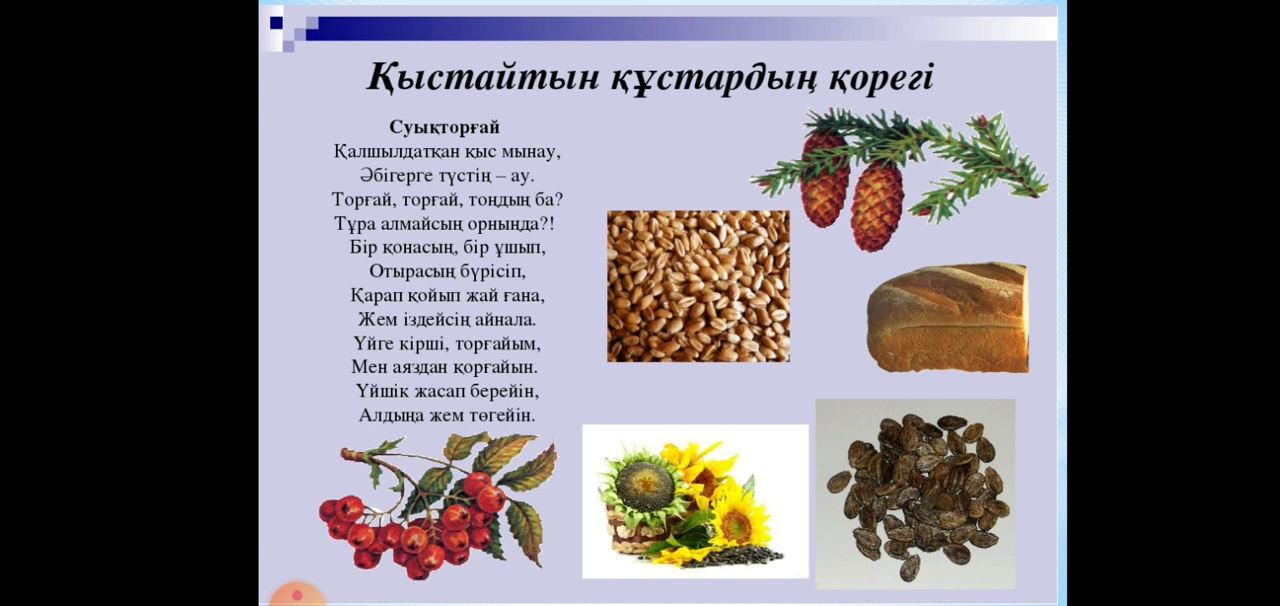 Қыстайтын құстардың қорегі
Суықторғай
Қалшылдатқан қыс мынау,
Әбігерге түстің – ау.
Торғай, торғай, тоңдың ба?
Тұра алмайсың орныңда?!
Бір қонасың, бір ұшып,
Отырасың бүрісіп,
Қарап қойып жай ғана,
Жем іздейсің айнала.
Үйге кірші, торғайым,
Мен аяздан қорғайын.
Үйшік жасап берейін,
Алдыңа жем төгейін.